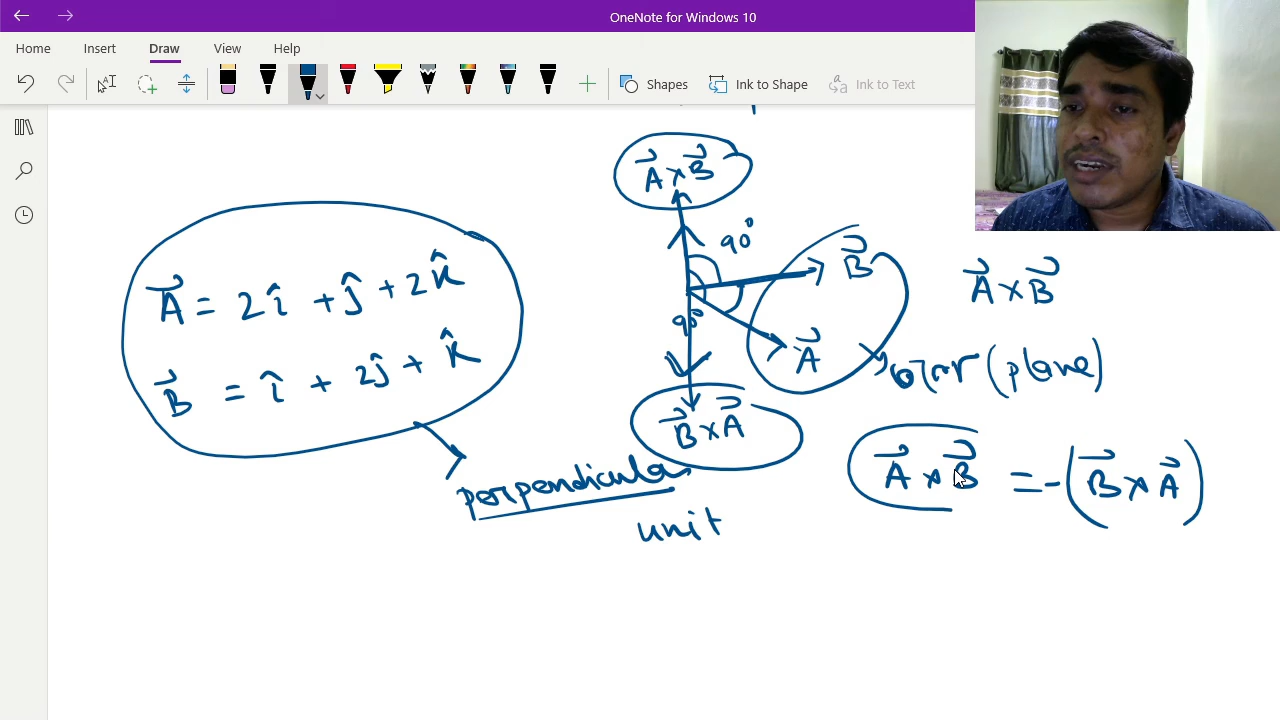 OneNote for Windows 10
Home Insert Draw View Help
Shapes Ink to Shape Ink to Text
A⃗ × B⃗
90°
B⃗
A⃗ × B⃗
A⃗ = 2î + ĵ + 2k̂
90°
A⃗
(plane)
B⃗ = î + 2ĵ + k̂
B⃗ × A⃗
A⃗ × B⃗ = -(B⃗ × A⃗)
perpendicular
unit